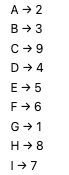 A → 2
B → 3
C → 9
D → 4
E → 5
F → 6
G → 1
H → 8
I → 7